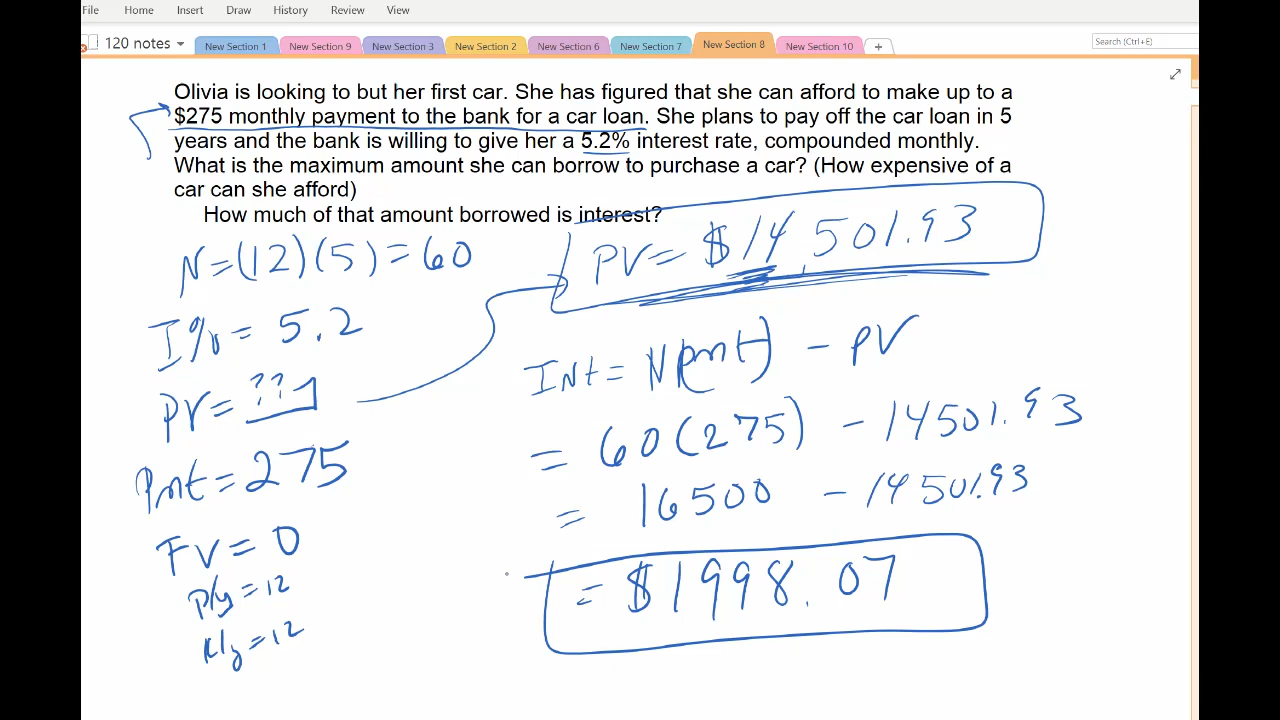 File Home Insert Draw History Review View
120 notes New Section 1 New Section 9 New Section 3 New Section 2 New Section 6 New Section 7 New Section 8 New Section 10 + Search (Ctrl+E)
Olivia is looking to but her first car. She has figured that she can afford to make up to a
$275 monthly payment to the bank for a car loan. She plans to pay off the car loan in 5
years and the bank is willing to give her a 5.2% interest rate, compounded monthly.
What is the maximum amount she can borrow to purchase a car? (How expensive of a
car can she afford)
How much of that amount borrowed is interest?
N=(12)(5)=60
I%= 5.2
PV= ??
Pmt=275
FV=0
P/y=12
C/y=12
PV= $14,501.93
INt= N(pmt) - PV
= 60(275) - 14501.93
= 16500 - 14501.93
= $1998.07